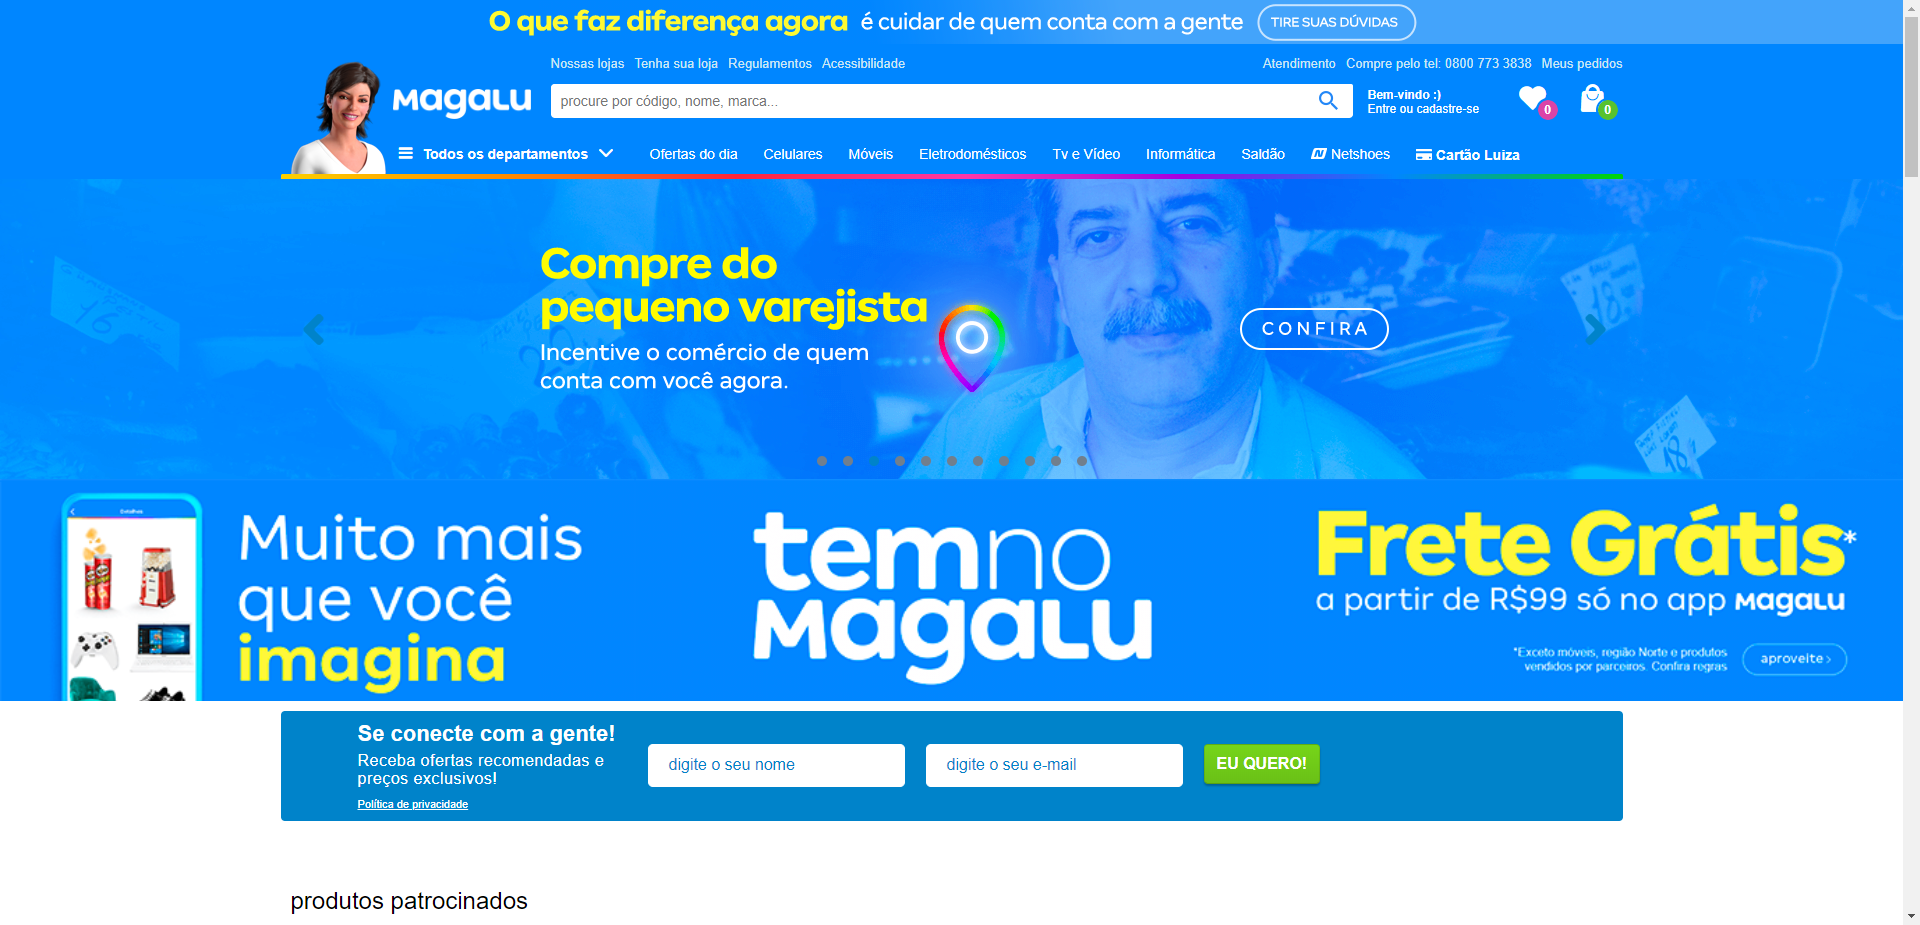 O que faz diferença agora é cuidar de quem conta com a gente TIRE SUAS DÚVIDAS
Nossas lojas Tenha sua loja Regulamentos Acessibilidade Atendimento Compre pelo tel: 0800 773 3838 Meus pedidos
MagaLu procure por código, nome, marca... Bem-vindo :)
Entre ou cadastre-se
0 0
Todos os departamentos Ofertas do dia Celulares Móveis Eletrodomésticos Tv e Vídeo Informática Saldão Netshoes Cartão Luiza
Compre do
pequeno varejista
Incentive o comércio de quem
conta com você agora.
CONFIRA
Detalhes
Muito mais
que você
imagina
temno
MagaLu
Frete Grátis*
a partir de R$99 só no app MagaLu
*Exceto móveis, região Norte e produtos
vendidos por parceiros. Confira regras
aproveite >
Se conecte com a gente!
Receba ofertas recomendadas e
preços exclusivos!
Política de privacidade
digite o seu nome
digite o seu e-mail
EU QUERO!
produtos patrocinados